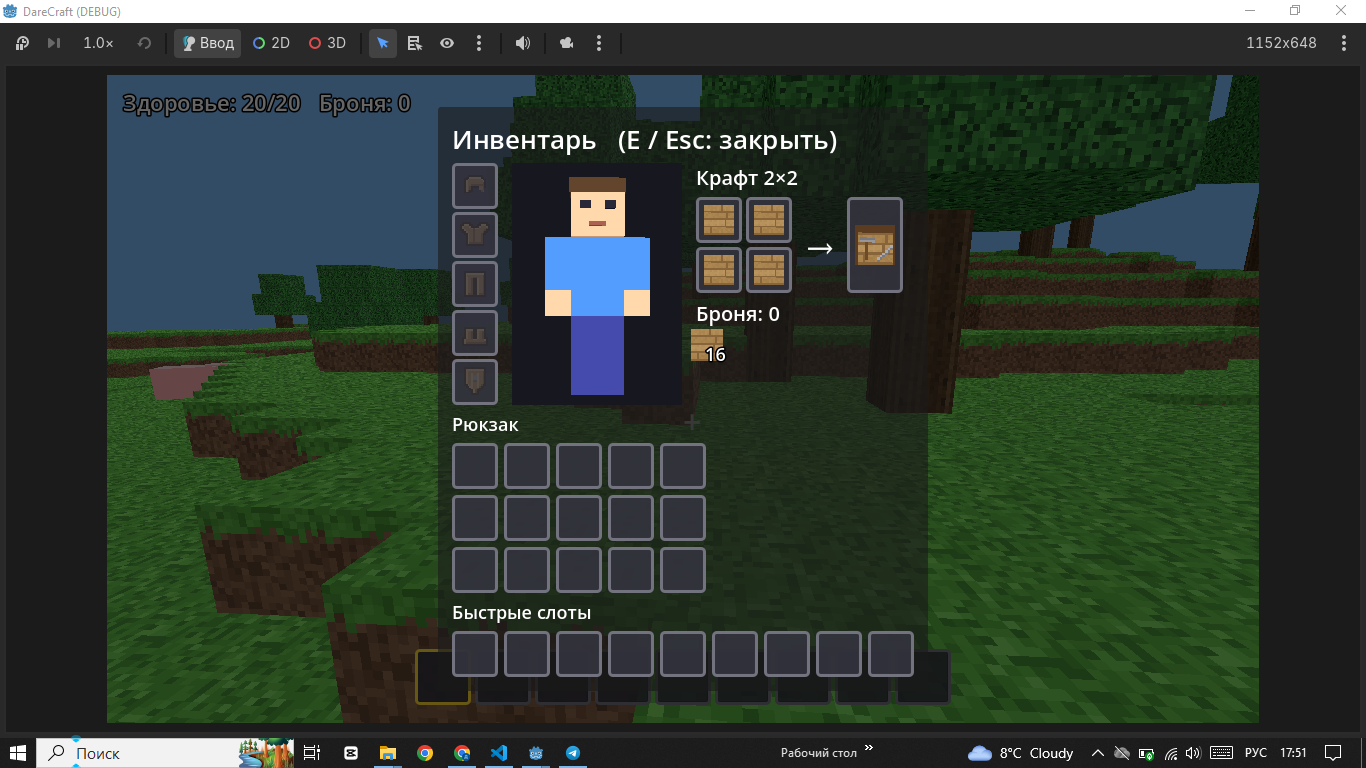 DareCraft (DEBUG)
1.0×
Ввод
2D
3D
1152x648
Здоровье: 20/20 Броня: 0
Инвентарь (E / Esc: закрыть)
Крафт 2×2
Броня: 0
16
Рюкзак
Быстрые слоты
Поиск
Рабочий стол
8°C Cloudy
РУС
17:51